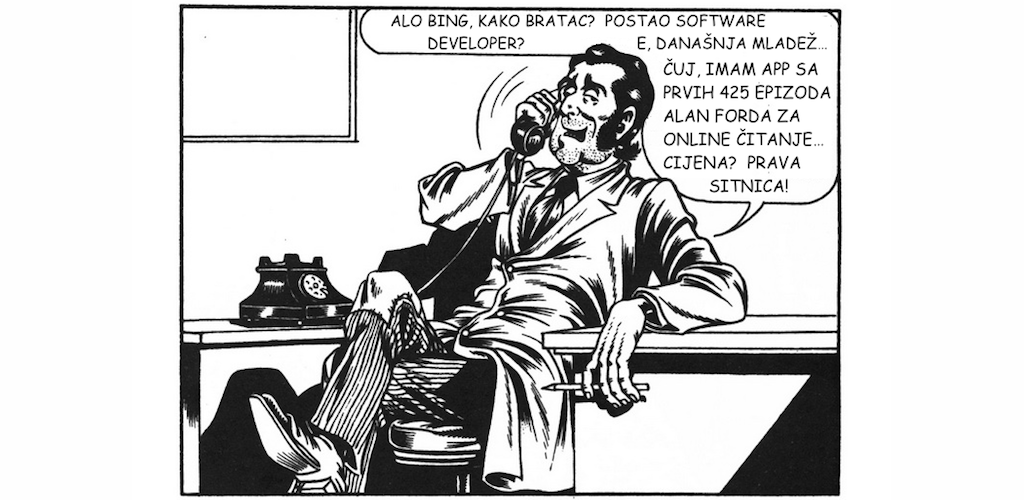 ALO BING, KAKO BRATAC? POSTAO SOFTWARE
DEVELOPER? E, DANAŠNJA MLADEŽ...
ČUJ, IMAM APP SA
PRVIH 425 EPIZODA
ALAN FORDA ZA
ONLINE ČITANJE...
CIJENA? PRAVA
SITNICA!